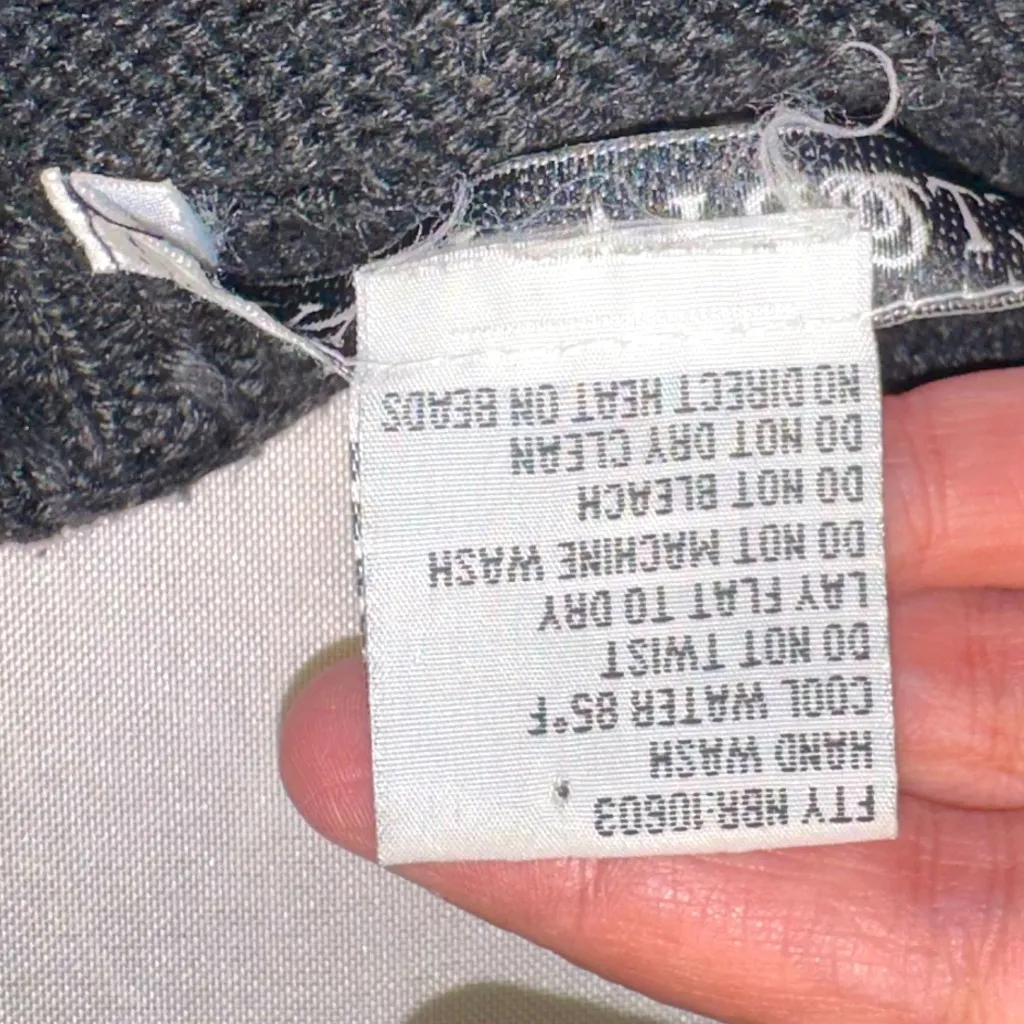 FTY NBR:10603
HAND WASH
COOL WATER 85°F
DO NOT TWIST
LAY FLAT TO DRY
DO NOT MACHINE WASH
DO NOT BLEACH
DO NOT DRY CLEAN
NO DIRECT HEAT ON BEADS